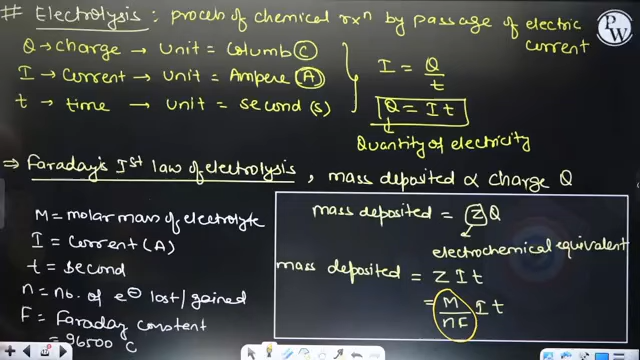 # Electrolysis : process of chemical rxn by passage of electric current
Q → charge → unit = Columb (C)
I → Current → unit = Ampere (A)
t → time → unit = second (s)
I = Q/t
Q = It
Quantity of electricity
PW
⇒ Faraday's Ist law of electrolysis , mass deposited ∝ charge Q
M = molar mass of electrolyte
I = Current (A)
t = second
n = no. of e⊖ lost/gained
F = Faraday constant
= 96500 C
mass deposited = ZQ
electrochemical equivalent
mass deposited = Z I t
= M/nF I t